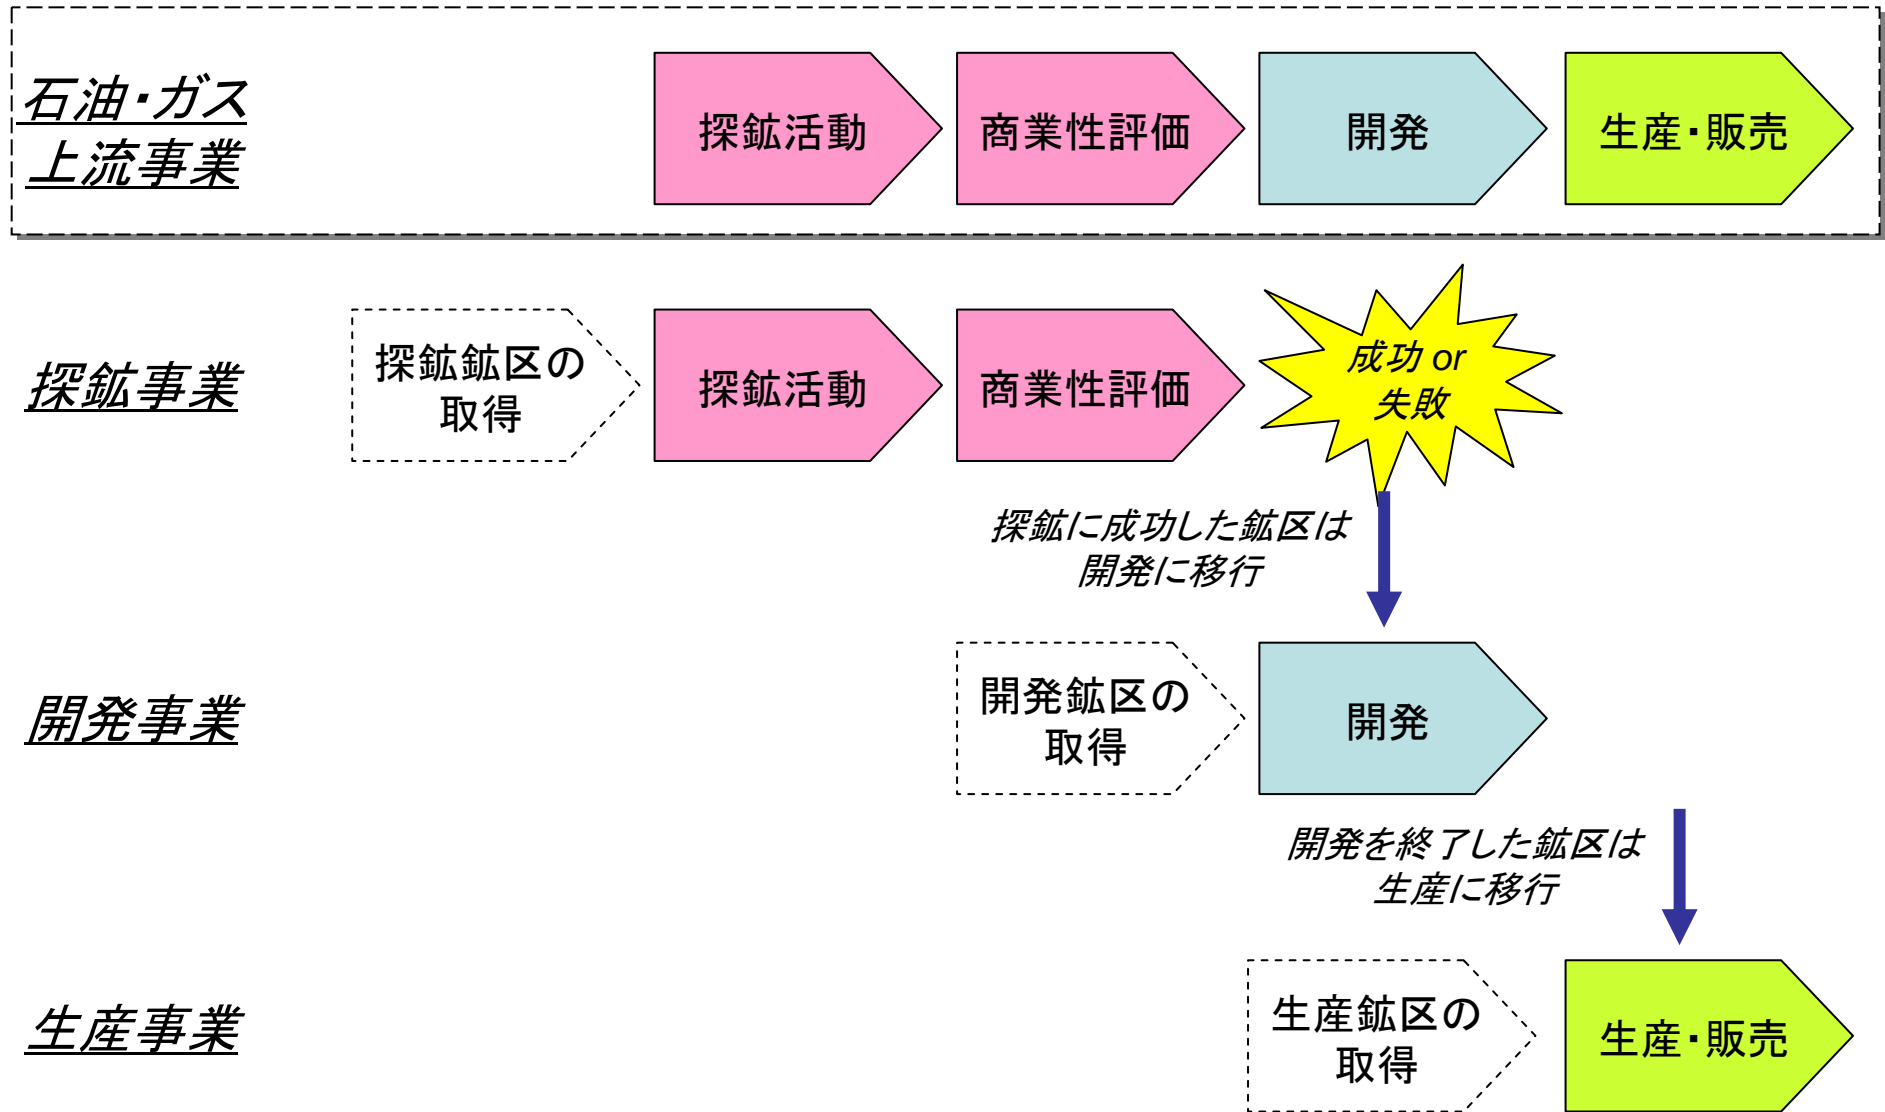 石油・ガス
上流事業
探鉱活動
商業性評価
開発
生産・販売
探鉱事業
探鉱鉱区の
取得
探鉱活動
商業性評価
成功 or
失敗
探鉱に成功した鉱区は
開発に移行
開発事業
開発鉱区の
取得
開発
開発を終了した鉱区は
生産に移行
生産事業
生産鉱区の
取得
生産・販売